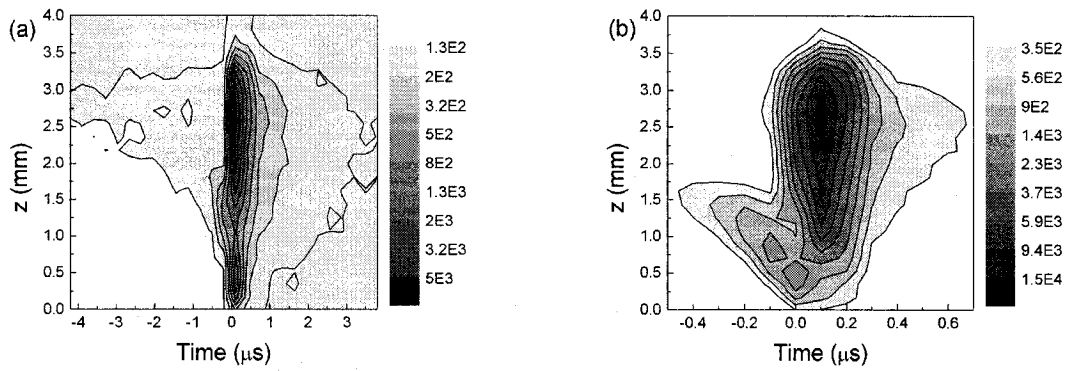 (a)
z (mm)
4.0
3.5
3.0
2.5
2.0
1.5
1.0
0.5
0.0
-4 -3 -2 -1 0 1 2 3
Time (μs)
1.3E2
2E2
3.2E2
5E2
8E2
1.3E3
2E3
3.2E3
5E3
(b)
z (mm)
4.0
3.5
3.0
2.5
2.0
1.5
1.0
0.5
0.0
-0.4 -0.2 0.0 0.2 0.4 0.6
Time (μs)
3.5E2
5.6E2
9E2
1.4E3
2.3E3
3.7E3
5.9E3
9.4E3
1.5E4